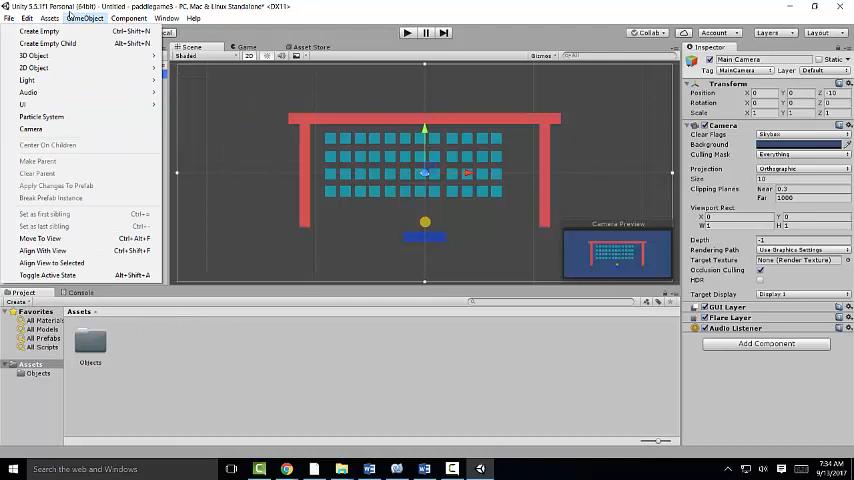 Unity 5.5.1f1 Personal (64bit) - Untitled - paddlegame3 - PC, Mac & Linux Standalone* <DX11>
File Edit Assets GameObject Component Window Help
Collab Account Layers Layout
Create Empty Ctrl+Shift+N
Create Empty Child Alt+Shift+N
3D Object
2D Object
Light
Audio
UI
Particle System
Camera
Center On Children
Make Parent
Clear Parent
Apply Changes To Prefab
Break Prefab Instance
Set as first sibling Ctrl+=
Set as last sibling Ctrl+-
Move To View Ctrl+Alt+F
Align With View Ctrl+Shift+F
Align View to Selected
Toggle Active State Alt+Shift+A
Scene Game Asset Store
Shaded 2D Gizmos All
Camera Preview
Inspector
Main Camera Static
Tag MainCamera Layer Default
Transform
Position X 0 Y 0 Z -10
Rotation X 0 Y 0 Z 0
Scale X 1 Y 1 Z 1
Camera
Clear Flags Skybox
Background
Culling Mask Everything
Projection Orthographic
Size 10
Clipping Planes Near 0.3
Far 1000
Viewport Rect
X 0 Y 0
W 1 H 1
Depth -1
Rendering Path Use Graphics Settings
Target Texture None (Render Texture)
Occlusion Culling
HDR
Target Display Display 1
GUI Layer
Flare Layer
Audio Listener
Add Component
Project Console
Create
Favorites
All Materials
All Models
All Prefabs
All Scripts
Assets
Objects
Assets
Objects
Search the web and Windows
7:34 AM
9/13/2017